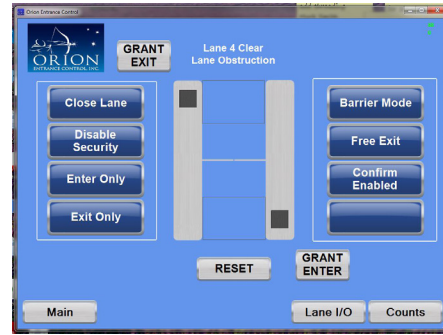 Orion Entrance Control
ORION
ENTRANCE CONTROL, INC.
GRANT
EXIT
Lane 4 Clear
Lane Obstruction
Close Lane
Disable
Security
Enter Only
Exit Only
Barrier Mode
Free Exit
Confirm
Enabled
RESET
GRANT
ENTER
Main
Lane I/O
Counts